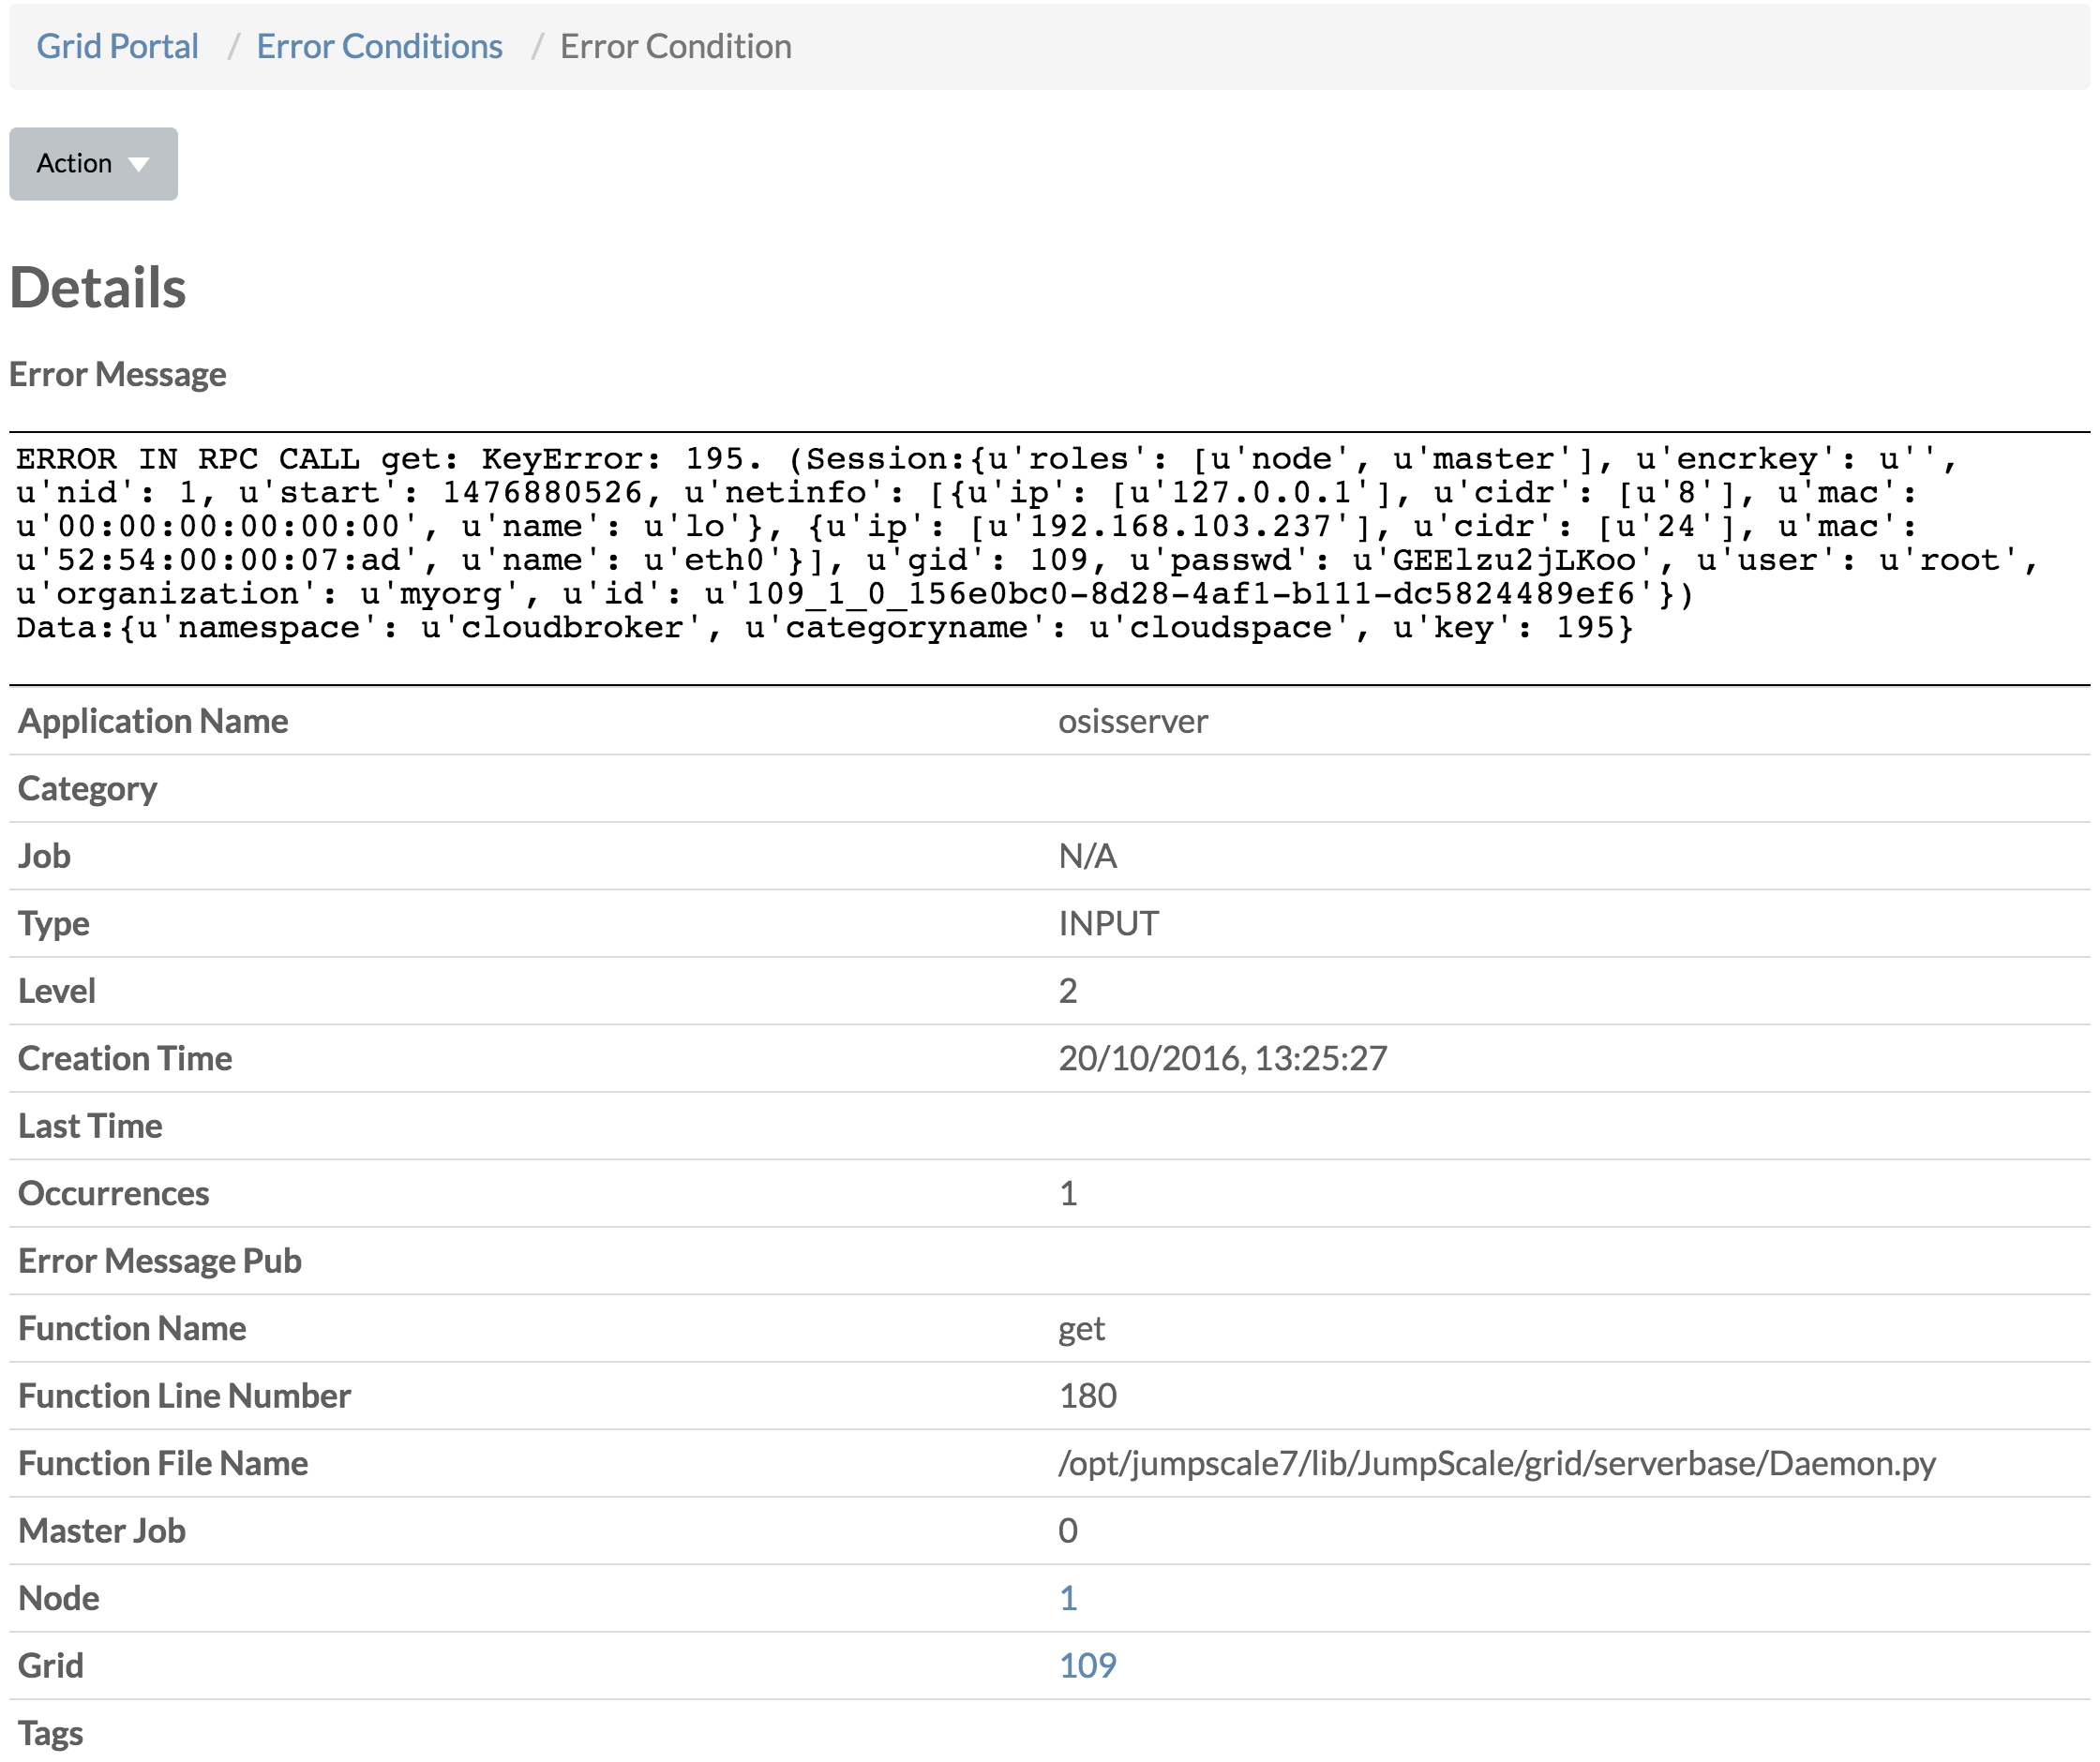 Grid Portal / Error Conditions / Error Condition
Action
Details
Error Message
ERROR IN RPC CALL get: KeyError: 195. (Session:{u'roles': [u'node', u'master'], u'encrkey': u'',
u'nid': 1, u'start': 1476880526, u'netinfo': [{u'ip': [u'127.0.0.1'], u'cidr': [u'8'], u'mac':
u'00:00:00:00:00:00', u'name': u'lo'}, {u'ip': [u'192.168.103.237'], u'cidr': [u'24'], u'mac':
u'52:54:00:00:07:ad', u'name': u'eth0'}], u'gid': 109, u'passwd': u'GEElzu2jLKoo', u'user': u'root',
u'organization': u'myorg', u'id': u'109_1_0_156e0bc0-8d28-4af1-b111-dc5824489ef6'})
Data:{u'namespace': u'cloudbroker', u'categoryname': u'cloudspace', u'key': 195}
Application Name osisserver
Category
Job N/A
Type INPUT
Level 2
Creation Time 20/10/2016, 13:25:27
Last Time
Occurrences 1
Error Message Pub
Function Name get
Function Line Number 180
Function File Name /opt/jumpscale7/lib/JumpScale/grid/serverbase/Daemon.py
Master Job 0
Node 1
Grid 109
Tags